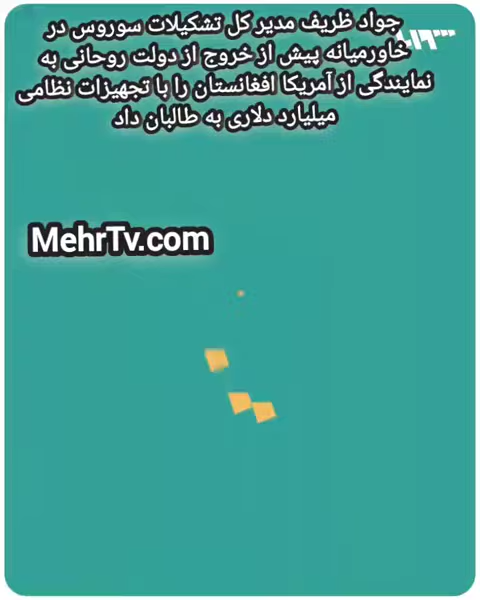 جواد ظریف مدیر کل تشکیلات سوروس در
خاورمیانه پیش از خروج از دولت روحانی به
نمایندگی از آمریکا افغانستان را با تجهیزات نظامی
میلیارد دلاری به طالبان داد
MehrTv.com